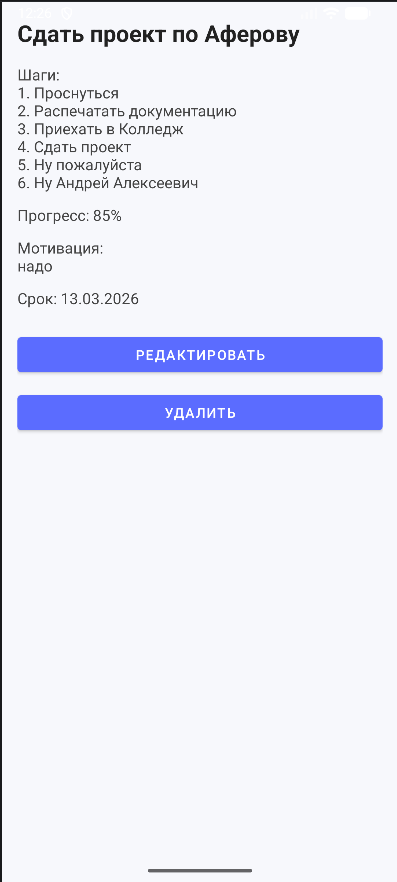 Сдать проект по Аферову
Шаги:
1. Проснуться
2. Распечатать документацию
3. Приехать в Колледж
4. Сдать проект
5. Ну пожалуйста
6. Ну Андрей Алексеевич
Прогресс: 85%
Мотивация:
надо
Срок: 13.03.2026
РЕДАКТИРОВАТЬ
УДАЛИТЬ